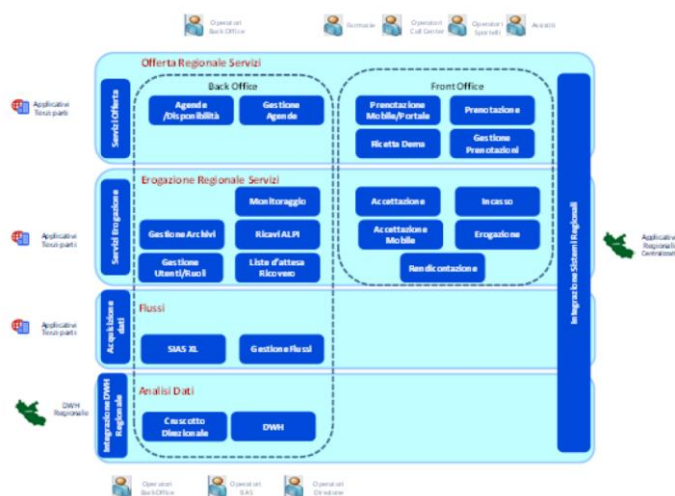 Operatori
Back Office
Farmacie
Operatori
Call Center
Operatori
Sportelli
Assistiti
Offerta Regionale Servizi
Back Office
Front Office
Servizi Offerta
Applicativi
Terze parti
Agende
/Disponibilità
Gestione
Agende
Prenotazione
Mobile/Portale
Prenotazione
Ricetta Dema
Gestione
Prenotazioni
Erogazione Regionale Servizi
Servizi Erogazione
Applicativi
Terze parti
Monitoraggio
Gestione Archivi
Ricavi ALPI
Gestione
Utenti/Ruoli
Liste d'attesa
Ricovero
Accettazione
Incasso
Accettazione
Mobile
Erogazione
Rendicontazione
Integrazione Sistemi Regionali
Applicativi
Regionali
Centralizzati
Flussi
Acquisizione
dati
Applicativi
Terze parti
SIAS XL
Gestione Flussi
Analisi Dati
Integrazione DWH
Regionale
DWH
Regionale
Cruscotto
Direzionale
DWH
Operatori
BackOffice
Operatori
Operatori
Direzione